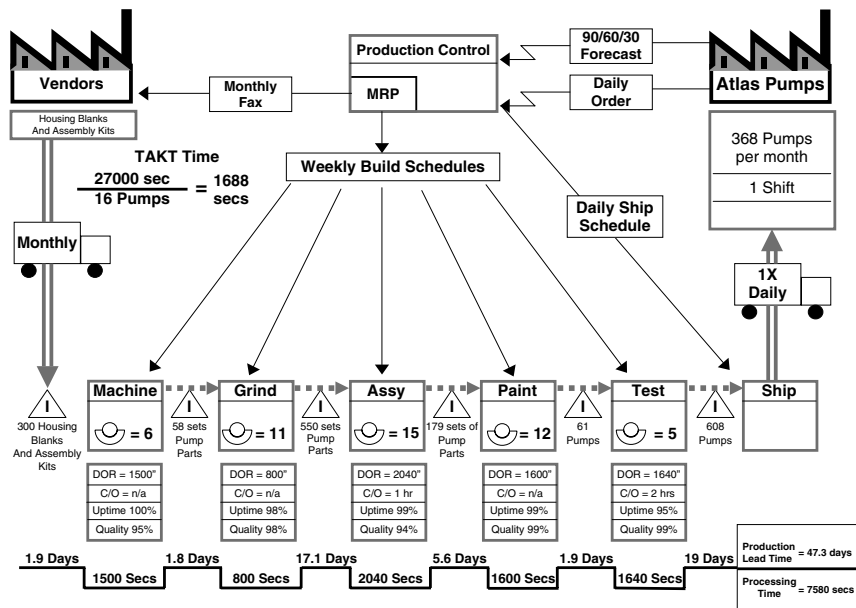 Vendors
Housing Blanks
And Assembly Kits
Monthly
Fax
Production Control
MRP
90/60/30
Forecast
Daily
Order
Atlas Pumps
368 Pumps
per month
1 Shift
TAKT Time
27000 sec
16 Pumps
= 1688
secs
Weekly Build Schedules
Daily Ship
Schedule
Monthly
1X
Daily
I
300 Housing
Blanks
And Assembly
Kits
Machine
= 6
I
58 sets
Pump
Parts
Grind
= 11
I
550 sets
Pump
Parts
Assy
= 15
I
179 sets of
Pump
Parts
Paint
= 12
I
61
Pumps
Test
= 5
I
608
Pumps
Ship
DOR = 1500"
C/O = n/a
Uptime 100%
Quality 95%
DOR = 800"
C/O = n/a
Uptime 98%
Quality 98%
DOR = 2040"
C/O = 1 hr
Uptime 99%
Quality 94%
DOR = 1600"
C/O = n/a
Uptime 99%
Quality 99%
DOR = 1640"
C/O = 2 hrs
Uptime 95%
Quality 99%
1.9 Days
1500 Secs
1.8 Days
800 Secs
17.1 Days
2040 Secs
5.6 Days
1600 Secs
1.9 Days
1640 Secs
19 Days
Production
Lead Time = 47.3 days
Processing
Time = 7580 secs